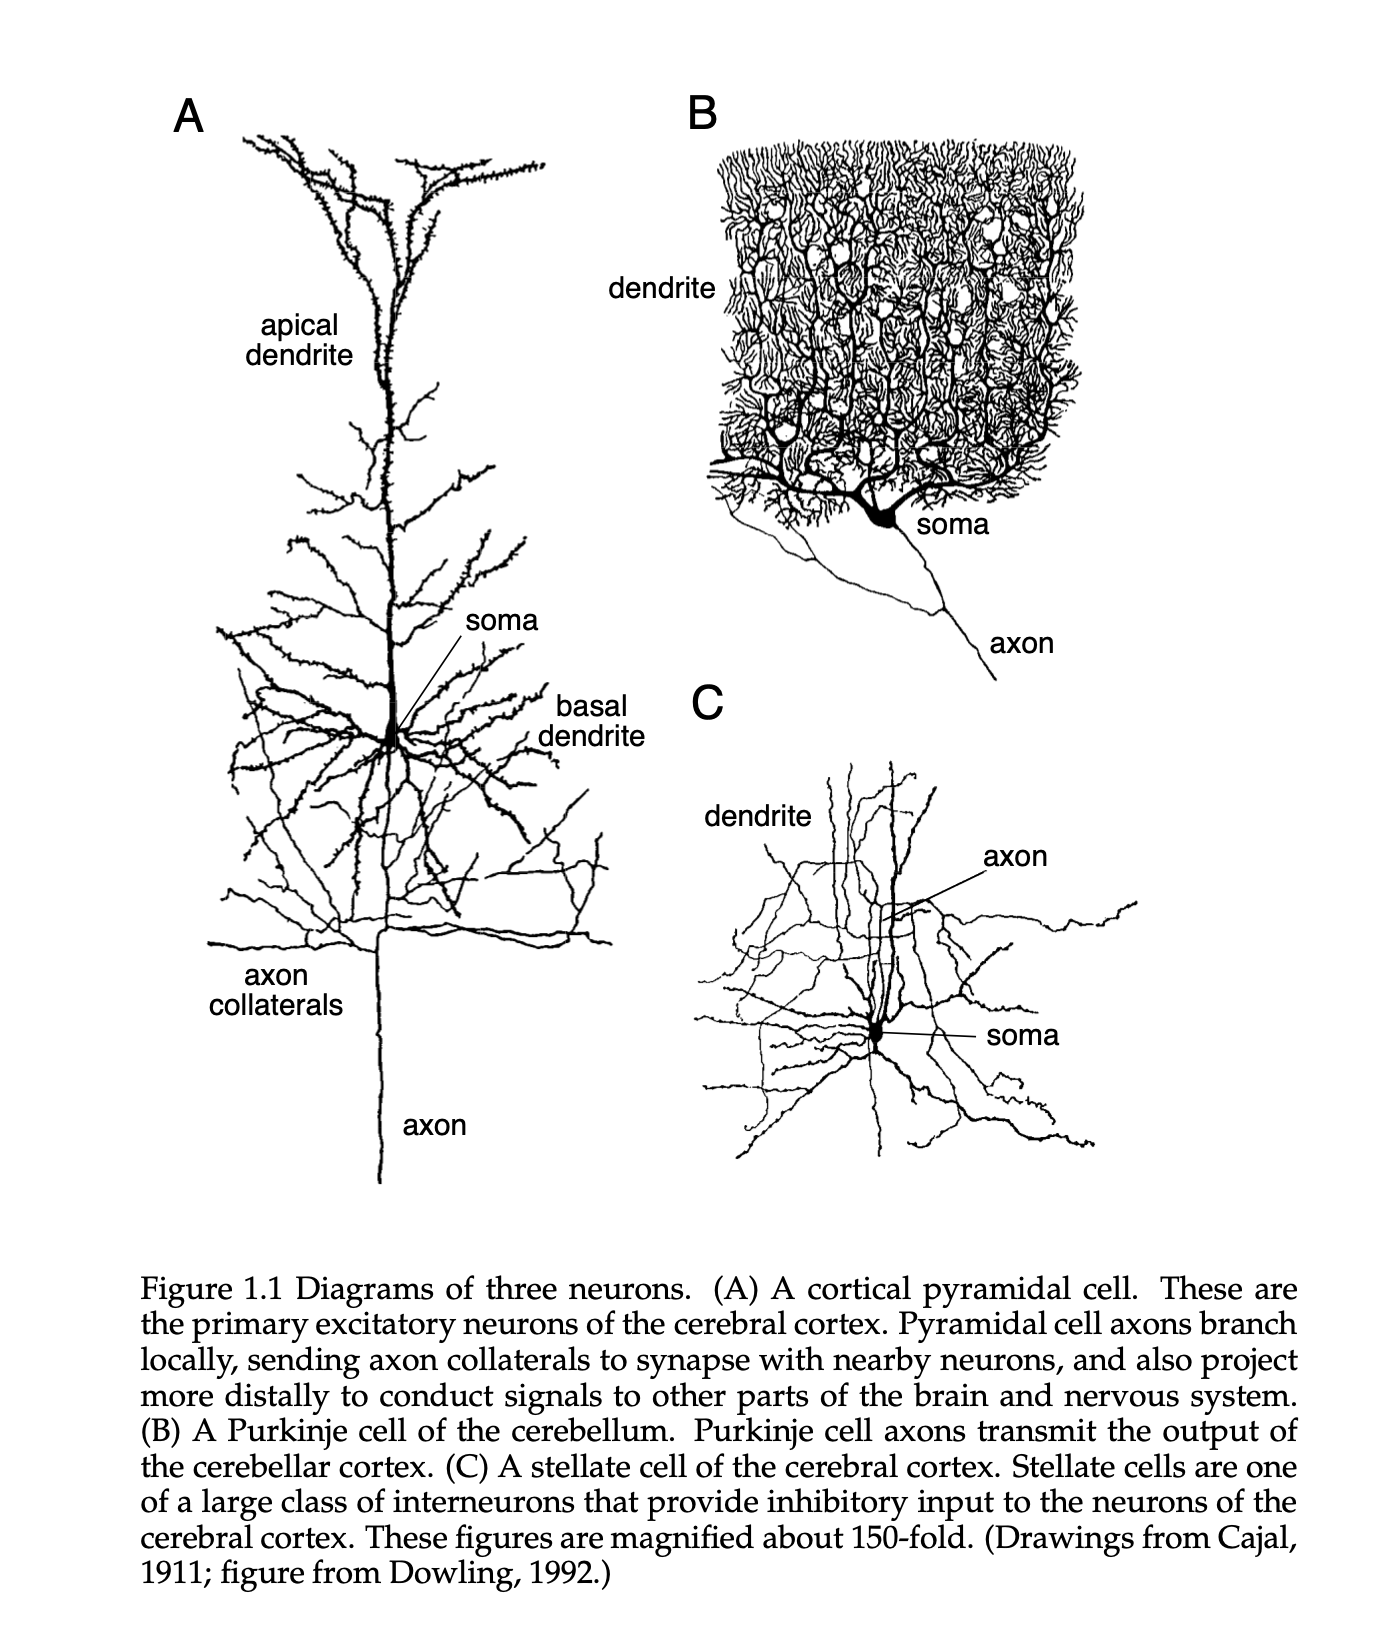 A
B
dendrite
apical
dendrite
soma
soma
axon
basal
dendrite
C
dendrite
axon
axon
collaterals
soma
axon
Figure 1.1 Diagrams of three neurons. (A) A cortical pyramidal cell. These are
the primary excitatory neurons of the cerebral cortex. Pyramidal cell axons branch
locally, sending axon collaterals to synapse with nearby neurons, and also project
more distally to conduct signals to other parts of the brain and nervous system.
(B) A Purkinje cell of the cerebellum. Purkinje cell axons transmit the output of
the cerebellar cortex. (C) A stellate cell of the cerebral cortex. Stellate cells are one
of a large class of interneurons that provide inhibitory input to the neurons of the
cerebral cortex. These figures are magnified about 150-fold. (Drawings from Cajal,
1911; figure from Dowling, 1992.)